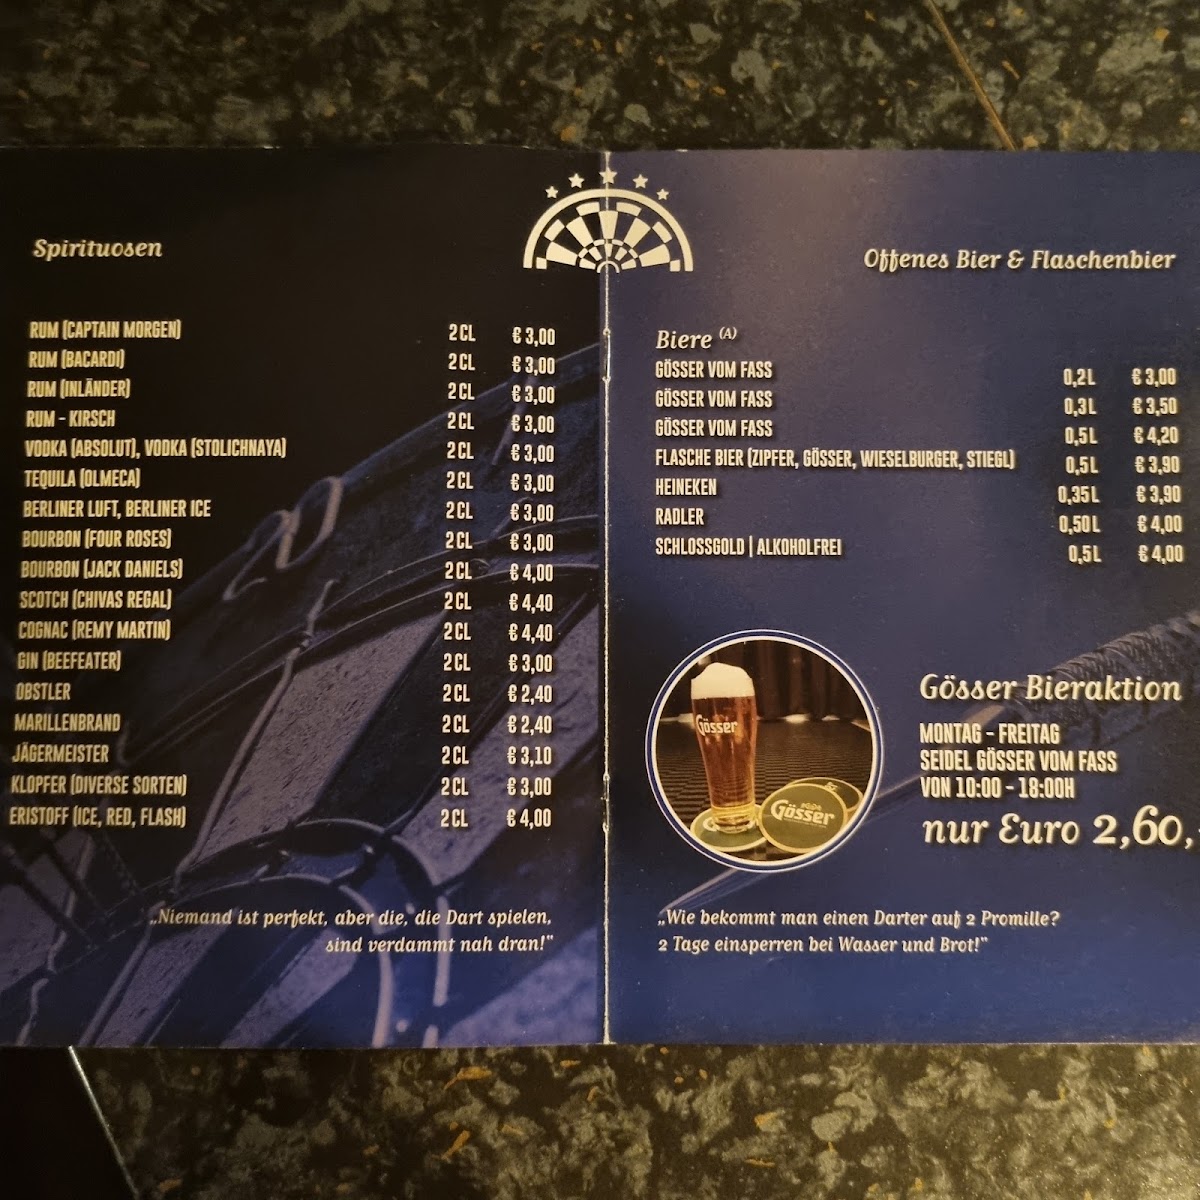 Spirituosen
RUM (CAPTAIN MORGEN) 2 CL € 3,00
RUM (BACARDI) 2 CL € 3,00
RUM (INLÄNDER) 2 CL € 3,00
RUM - KIRSCH 2 CL € 3,00
VODKA (ABSOLUT), VODKA (STOLICHNAYA) 2 CL € 3,00
TEQUILA (OLMECA) 2 CL € 3,00
BERLINER LUFT, BERLINER ICE 2 CL € 3,00
BOURBON (FOUR ROSES) 2 CL € 3,00
BOURBON (JACK DANIELS) 2 CL € 4,00
SCOTCH (CHIVAS REGAL) 2 CL € 4,40
COGNAC (REMY MARTIN) 2 CL € 4,40
GIN (BEEFEATER) 2 CL € 3,00
OBSTLER 2 CL € 2,40
MARILLENBRAND 2 CL € 2,40
JÄGERMEISTER 2 CL € 3,10
KLOPFER (DIVERSE SORTEN) 2 CL € 3,00
ERISTOFF (ICE, RED, FLASH) 2 CL € 4,00
„Niemand ist perfekt, aber die, die Dart spielen,
sind verdammt nah dran!"
Offenes Bier & Flaschenbier
Biere (A)
GÖSSER VOM FASS 0,2 L € 3,00
GÖSSER VOM FASS 0,3 L € 3,50
GÖSSER VOM FASS 0,5 L € 4,20
FLASCHE BIER (ZIPFER, GÖSSER, WIESELBURGER, STIEGL) 0,5 L € 3,90
HEINEKEN 0,35 L € 3,90
RADLER 0,50 L € 4,00
SCHLOSSGOLD | ALKOHOLFREI 0,5 L € 4,00
Gösser
Gösser
Gösser Bieraktion
MONTAG - FREITAG
SEIDEL GÖSSER VOM FASS
VON 10:00 - 18:00H
nur Euro 2,60,
„Wie bekommt man einen Darter auf 2 Promille?
2 Tage einsperren bei Wasser und Brot!"